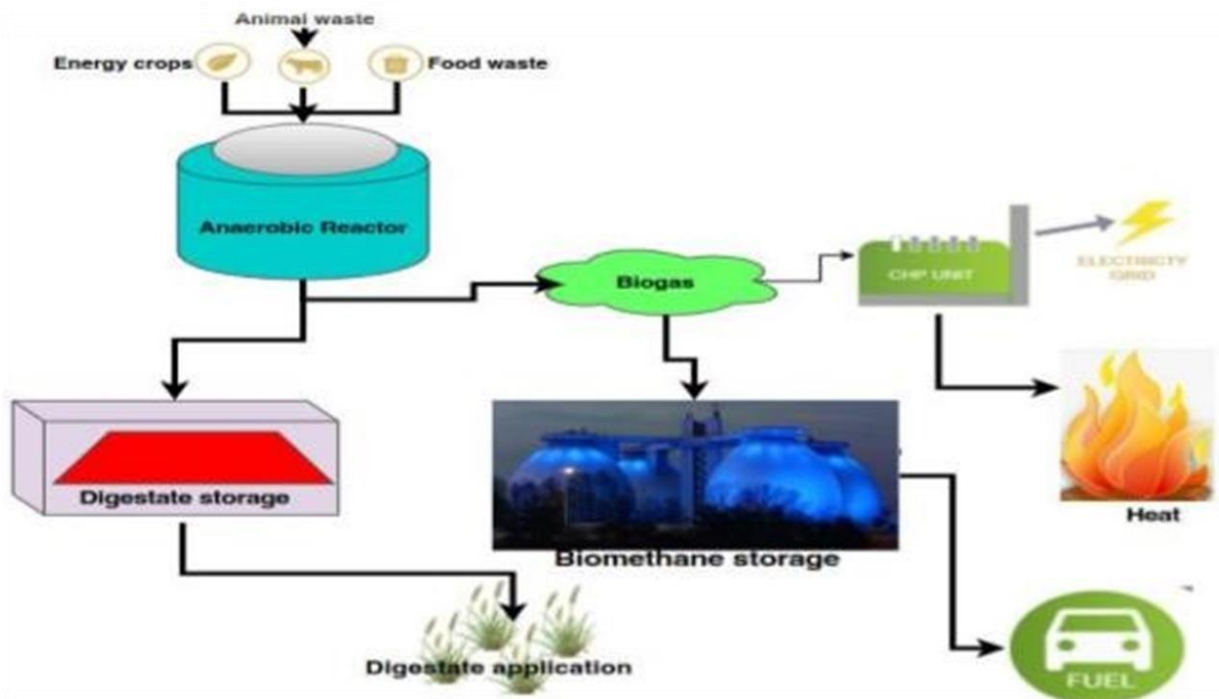 Animal waste
Energy crops
Food waste
Anaerobic Reactor
Biogas
CHP UNIT
ELECTRICTY
GRID
Digestate storage
Heat
Biomethane storage
Digestate application
FUEL